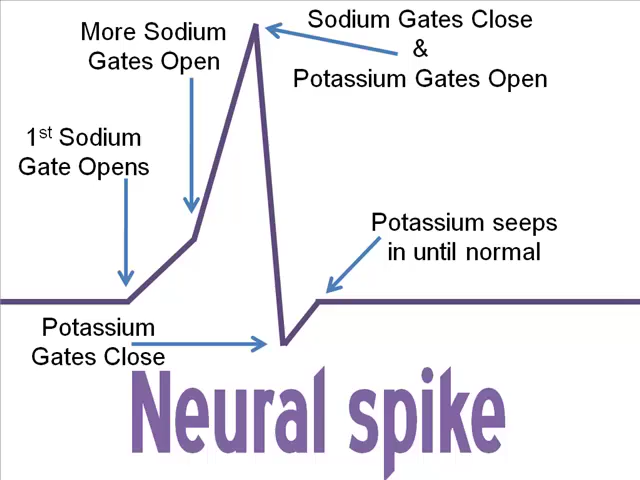 More Sodium
Gates Open
Sodium Gates Close
&
Potassium Gates Open
1st Sodium
Gate Opens
Potassium seeps
in until normal
Potassium
Gates Close
Neural spike